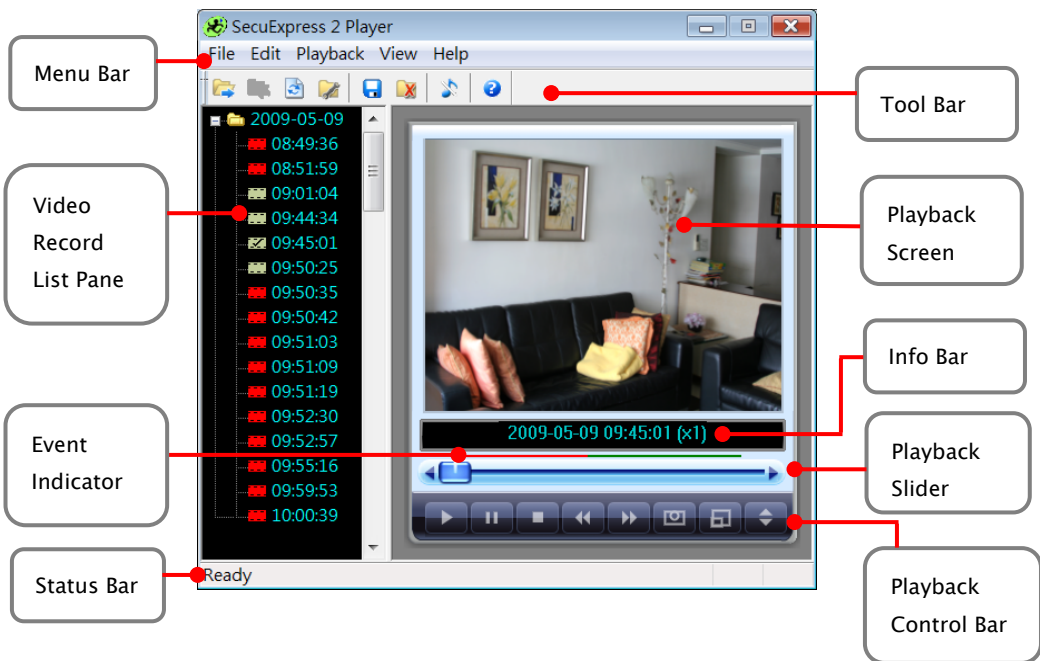 SecuExpress 2 Player
File Edit Playback View Help
Menu Bar
Tool Bar
2009-05-09
08:49:36
08:51:59
09:01:04
09:44:34
09:45:01
09:50:25
09:50:35
09:50:42
09:51:03
09:51:09
09:51:19
09:52:30
09:52:57
09:55:16
09:59:53
10:00:39
Video
Record
List Pane
Playback
Screen
Info Bar
2009-05-09 09:45:01 (x1)
Event
Indicator
Playback
Slider
Status Bar
Ready
Playback
Control Bar